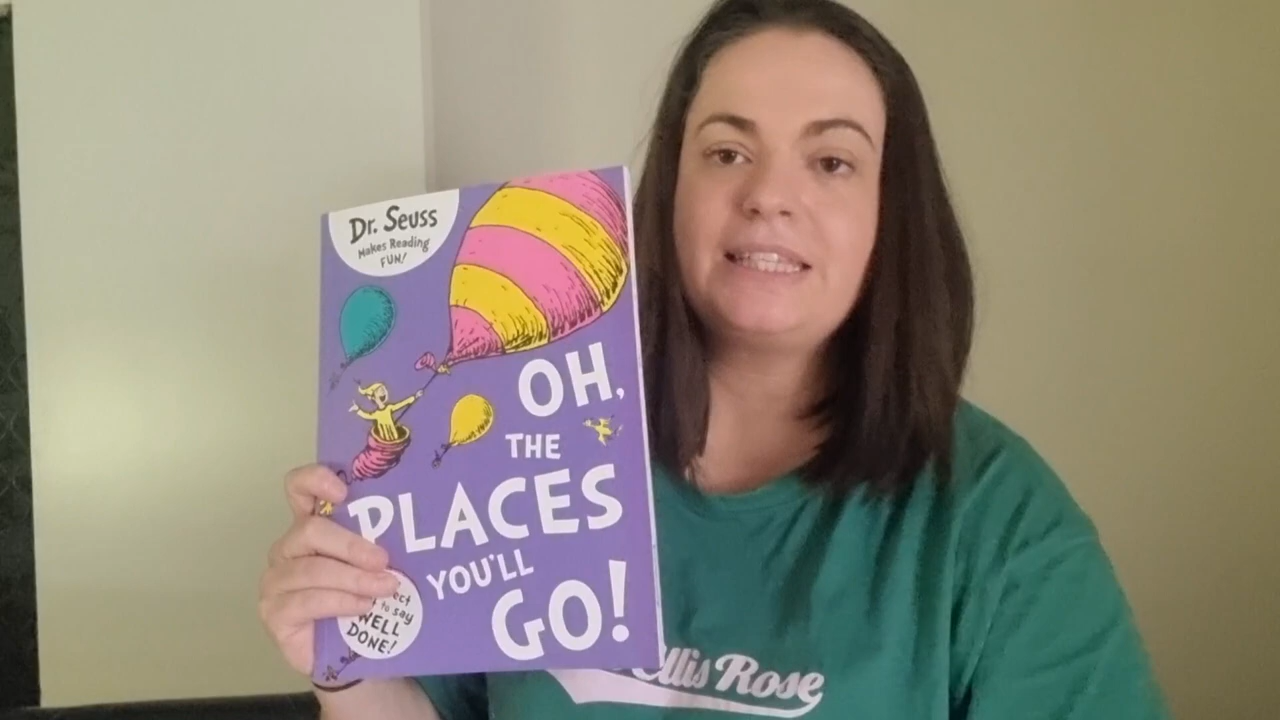 Dr. Seuss
Makes Reading
FUN!
OH,
THE
PLACES
YOU'LL
GO!
to say
WELL
DONE!
Ellis Rose